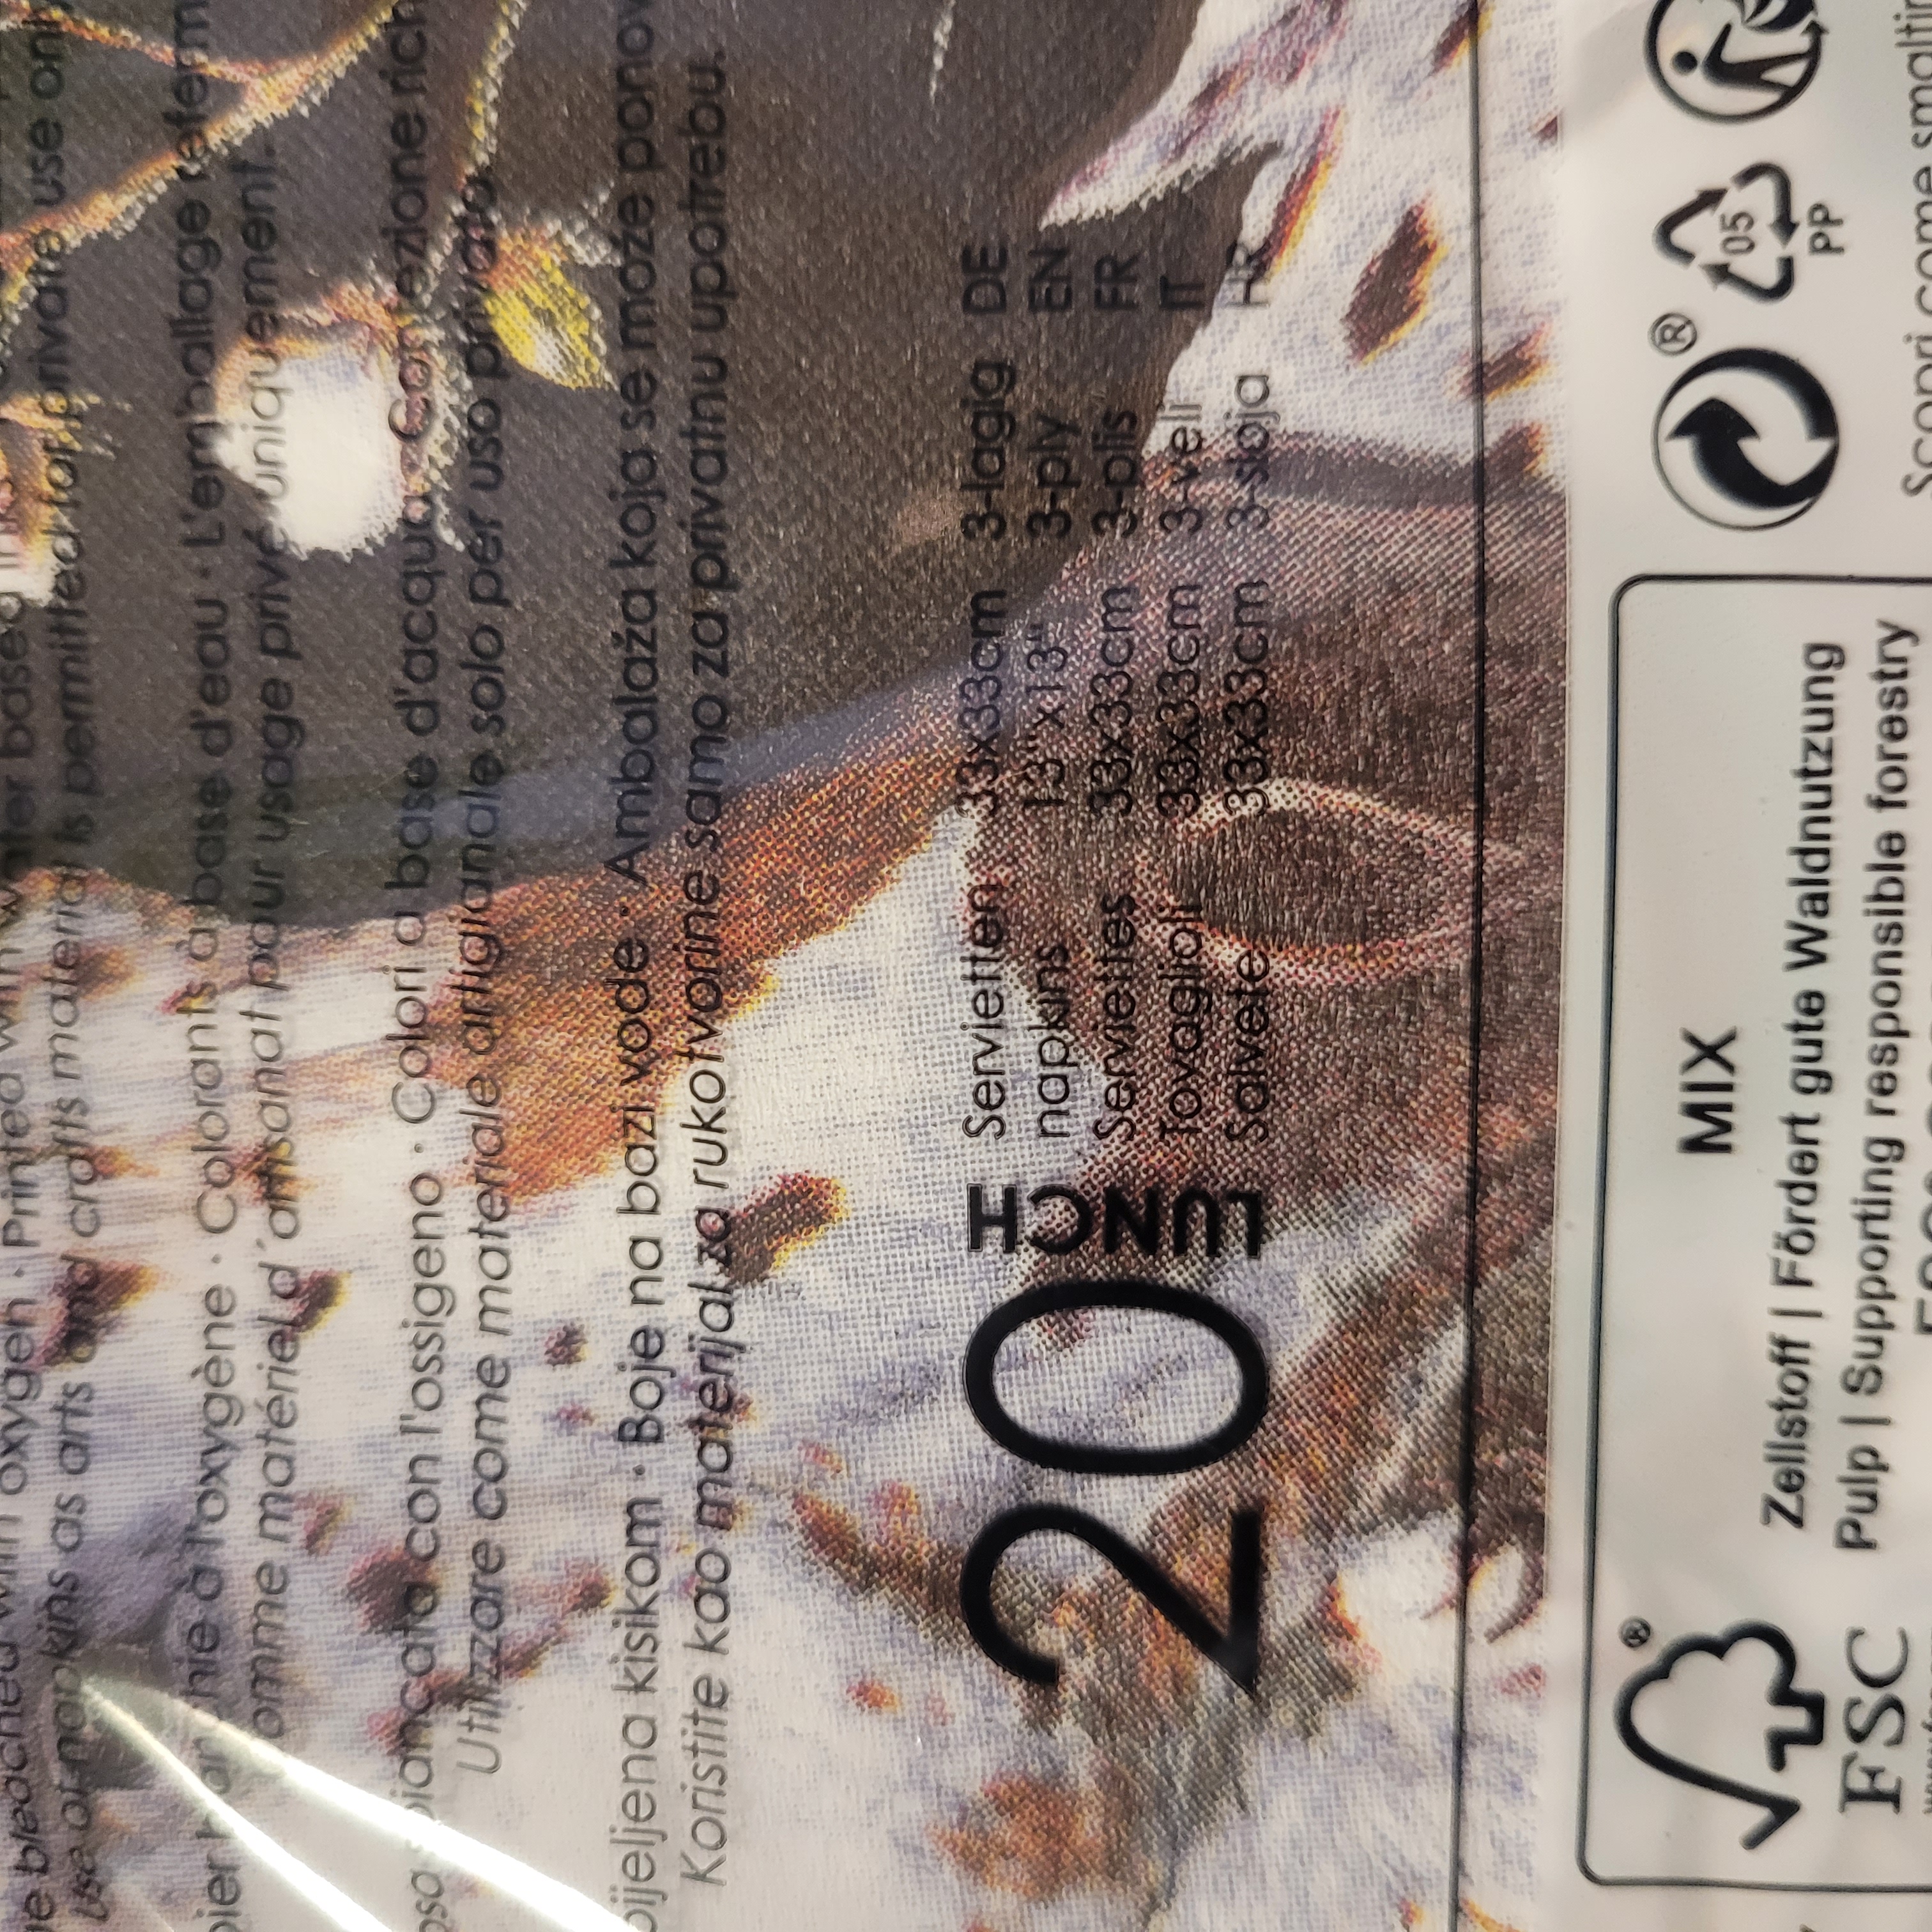 bleached with oxygen · Printed with water based
Use of napkins as arts and crafts material is permitted for private use only
à l'oxygène · Colorants à base d'eau · L'emballage
comme matériel d'artisanat pour usage privé uniquement.
con l'ossigeno · Colori a base d'acqua · Confezione
Utilizzare come materiale artigianale solo per uso privato
bijeljena kisikom · Boje na bazi vode · Ambalaža koja se može
Koristite kao materijal za rukotvorine samo za privatnu upotrebu.
20 LUNCH
Servietten 33x33cm 3-lagig DE
napkins 13"x13" 3-ply EN
Serviettes 33x33cm 3-plis FR
Tovaglioli 33x33cm 3-veli IT
Salvete 33x33cm 3-sloja HR
® FSC
MIX
Zellstoff | Fördert gute Waldnutzung
Pulp | Supporting responsible forestry
®
05
PP
Scopri come